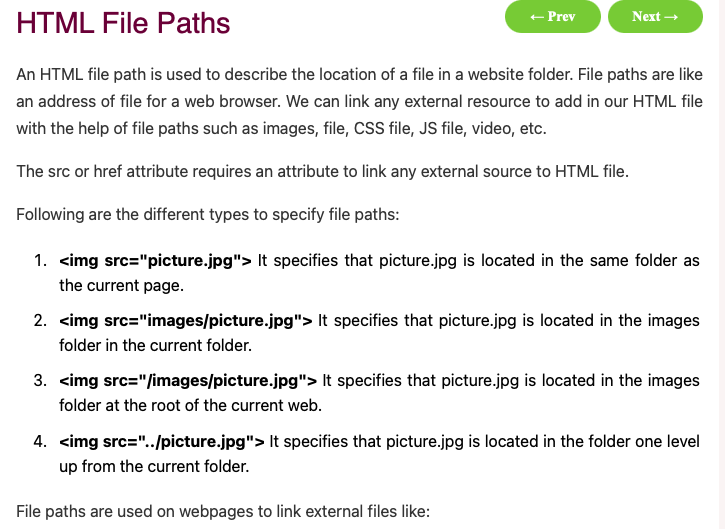 HTML File Paths
← Prev
Next →
An HTML file path is used to describe the location of a file in a website folder. File paths are like
an address of file for a web browser. We can link any external resource to add in our HTML file
with the help of file paths such as images, file, CSS file, JS file, video, etc.
The src or href attribute requires an attribute to link any external source to HTML file.
Following are the different types to specify file paths:
1. <img src="picture.jpg"> It specifies that picture.jpg is located in the same folder as
the current page.
2. <img src="images/picture.jpg"> It specifies that picture.jpg is located in the images
folder in the current folder.
3. <img src="/images/picture.jpg"> It specifies that picture.jpg is located in the images
folder at the root of the current web.
4. <img src="../picture.jpg"> It specifies that picture.jpg is located in the folder one level
up from the current folder.
File paths are used on webpages to link external files like: